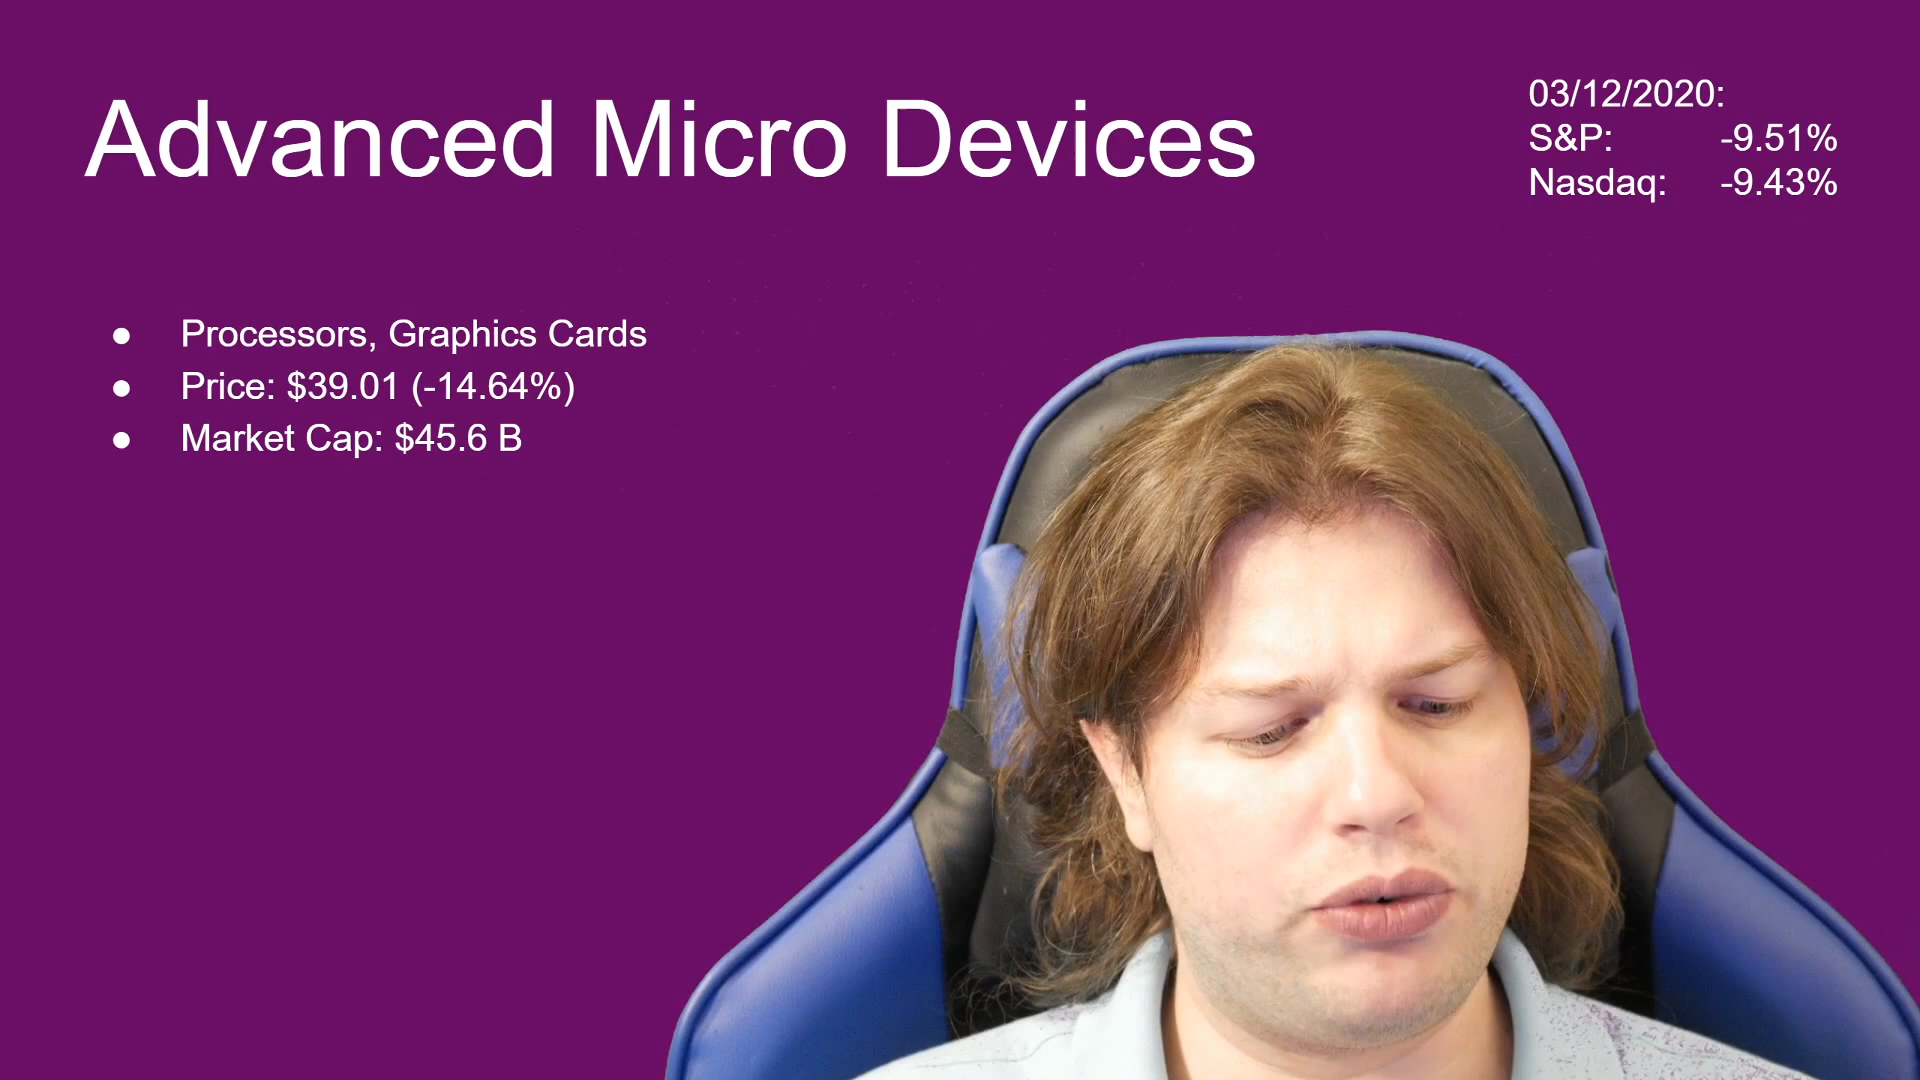 Advanced Micro Devices
03/12/2020:
S&P: -9.51%
Nasdaq: -9.43%
● Processors, Graphics Cards
● Price: $39.01 (-14.64%)
● Market Cap: $45.6 B